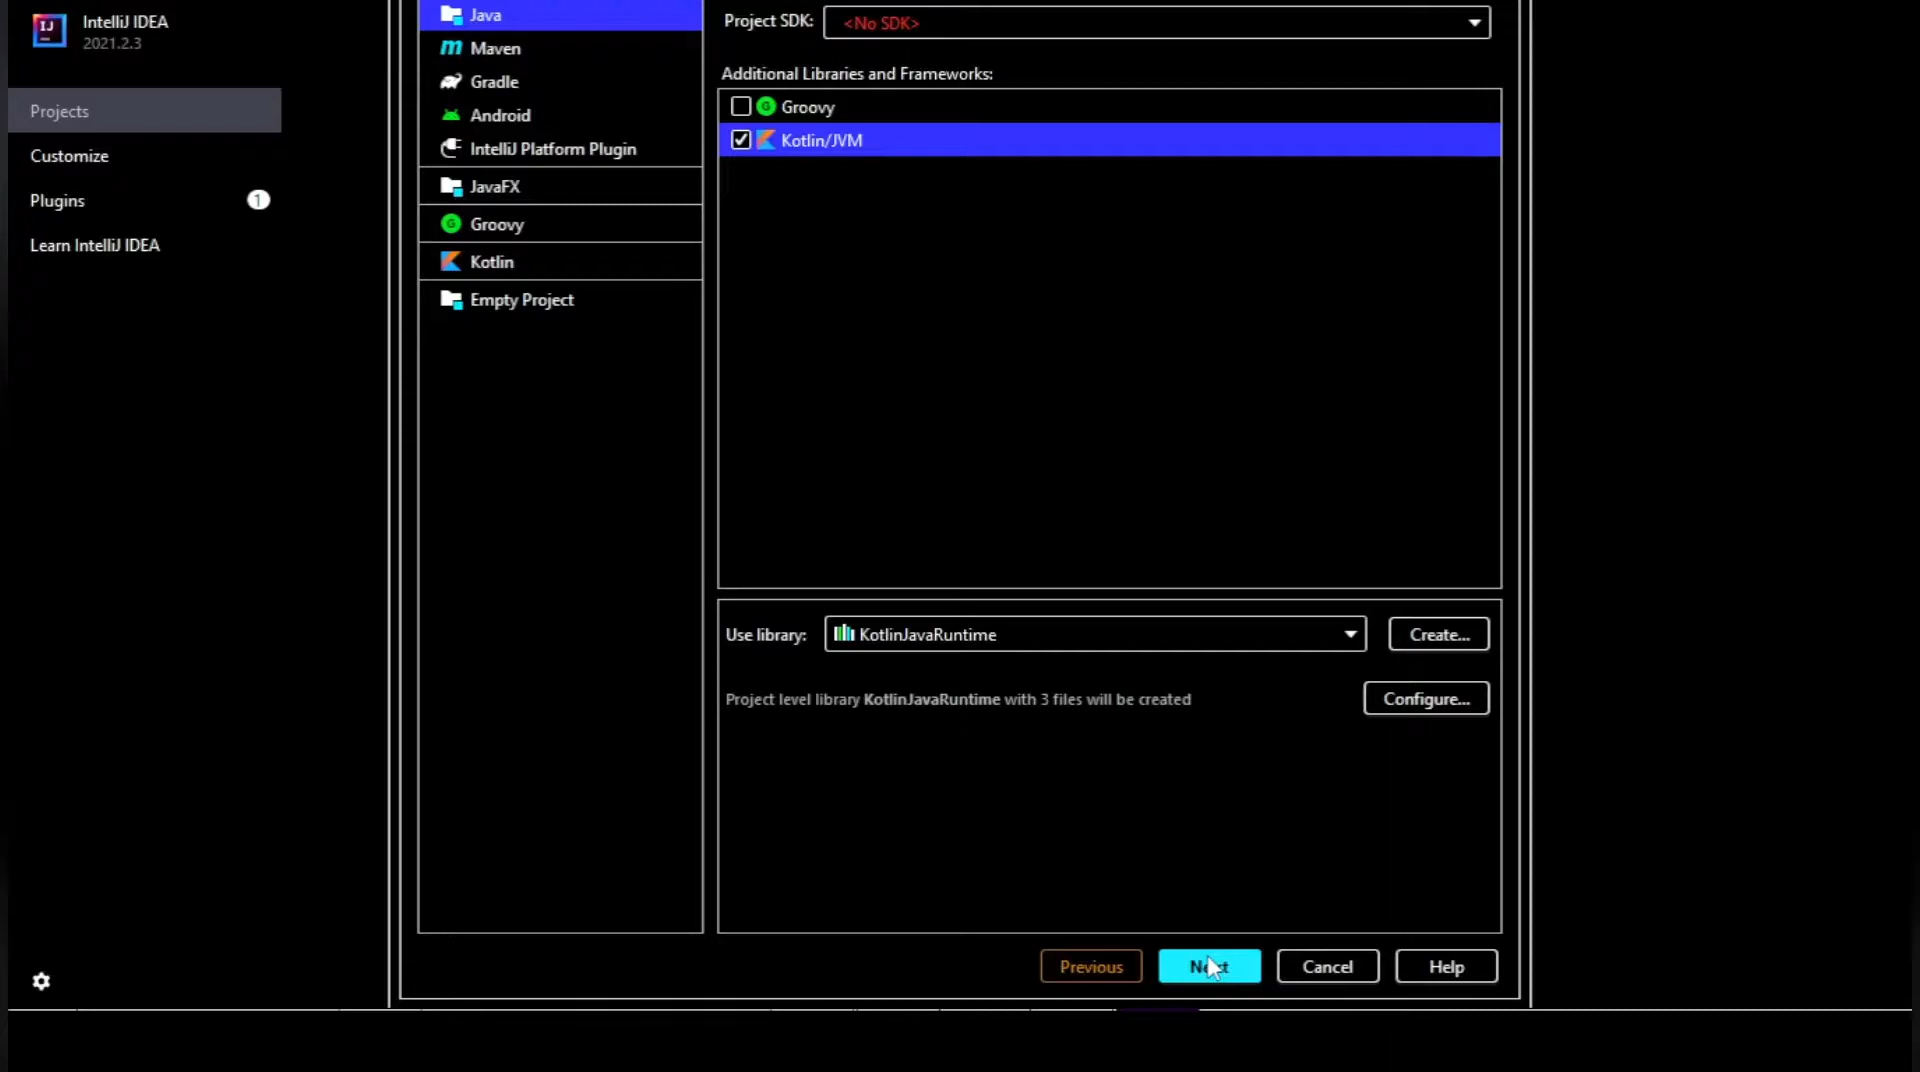 IntelliJ IDEA
2021.2.3
Projects
Customize
Plugins
1
Learn IntelliJ IDEA
Java
Maven
Gradle
Android
IntelliJ Platform Plugin
JavaFX
Groovy
Kotlin
Empty Project
Project SDK: <No SDK>
Additional Libraries and Frameworks:
Groovy
Kotlin/JVM
Use library: KotlinJavaRuntime Create...
Project level library KotlinJavaRuntime with 3 files will be created Configure...
Previous Next Cancel Help